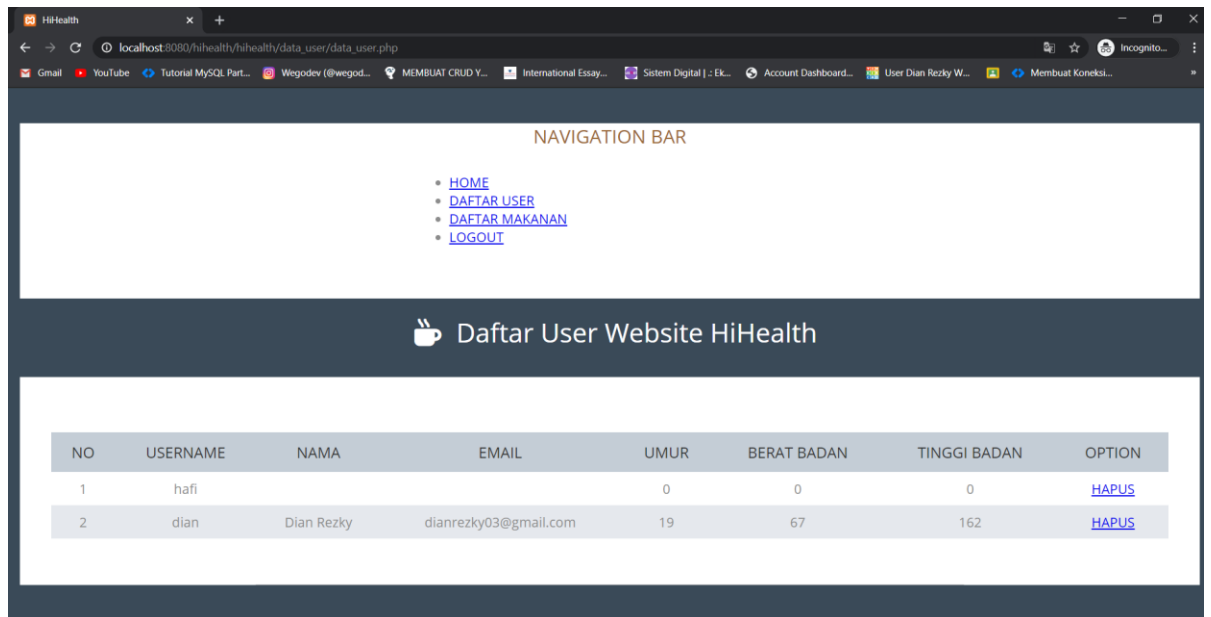 HiHealth
localhost:8080/hihealth/hihealth/data_user/data_user.php
Incognito...
Gmail YouTube Tutorial MySQL Part... Wegodev (@wegod... MEMBUAT CRUD Y... International Essay... Sistem Digital | .: Ek... Account Dashboard... User Dian Rezky W... Membuat Koneksi...
NAVIGATION BAR
HOME
DAFTAR USER
DAFTAR MAKANAN
LOGOUT
Daftar User Website HiHealth
NO USERNAME NAMA EMAIL UMUR BERAT BADAN TINGGI BADAN OPTION
1 hafi 0 0 0 HAPUS
2 dian Dian Rezky dianrezky03@gmail.com 19 67 162 HAPUS